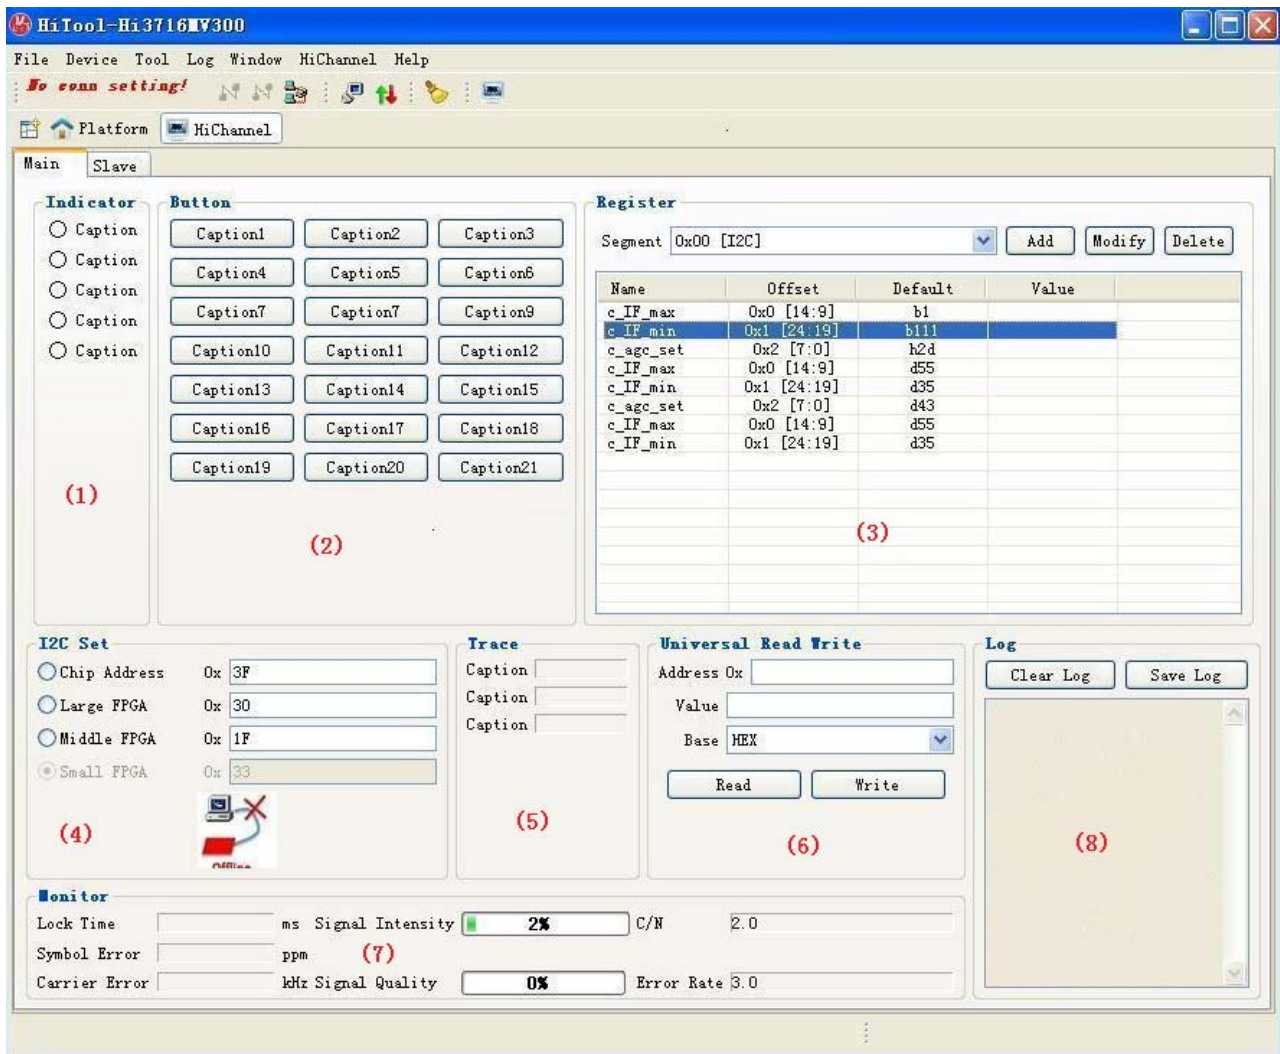 HiTool-Hi3716MV300
File Device Tool Log Window HiChannel Help
No conn setting!
Platform HiChannel
Main Slave
Indicator
Caption
Caption
Caption
Caption
Caption
(1)
Button
Caption1 Caption2 Caption3
Caption4 Caption5 Caption6
Caption7 Caption7 Caption9
Caption10 Caption11 Caption12
Caption13 Caption14 Caption15
Caption16 Caption17 Caption18
Caption19 Caption20 Caption21
(2)
Register
Segment 0x00 [I2C] Add Modify Delete
Name Offset Default Value
c_IF_max 0x0 [14:9] b1
c_IF_min 0x1 [24:19] b111
c_agc_set 0x2 [7:0] h2d
c_IF_max 0x0 [14:9] d55
c_IF_min 0x1 [24:19] d35
c_agc_set 0x2 [7:0] d43
c_IF_max 0x0 [14:9] d55
c_IF_min 0x1 [24:19] d35
(3)
I2C Set
Chip Address 0x 3F
Large FPGA 0x 30
Middle FPGA 0x 1F
Small FPGA 0x 33
Offline
(4)
Trace
Caption
Caption
Caption
(5)
Universal Read Write
Address 0x
Value
Base HEX
Read Write
(6)
Log
Clear Log Save Log
(8)
Monitor
Lock Time ms Signal Intensity 2% C/N 2.0
Symbol Error ppm (7)
Carrier Error kHz Signal Quality 0% Error Rate 3.0